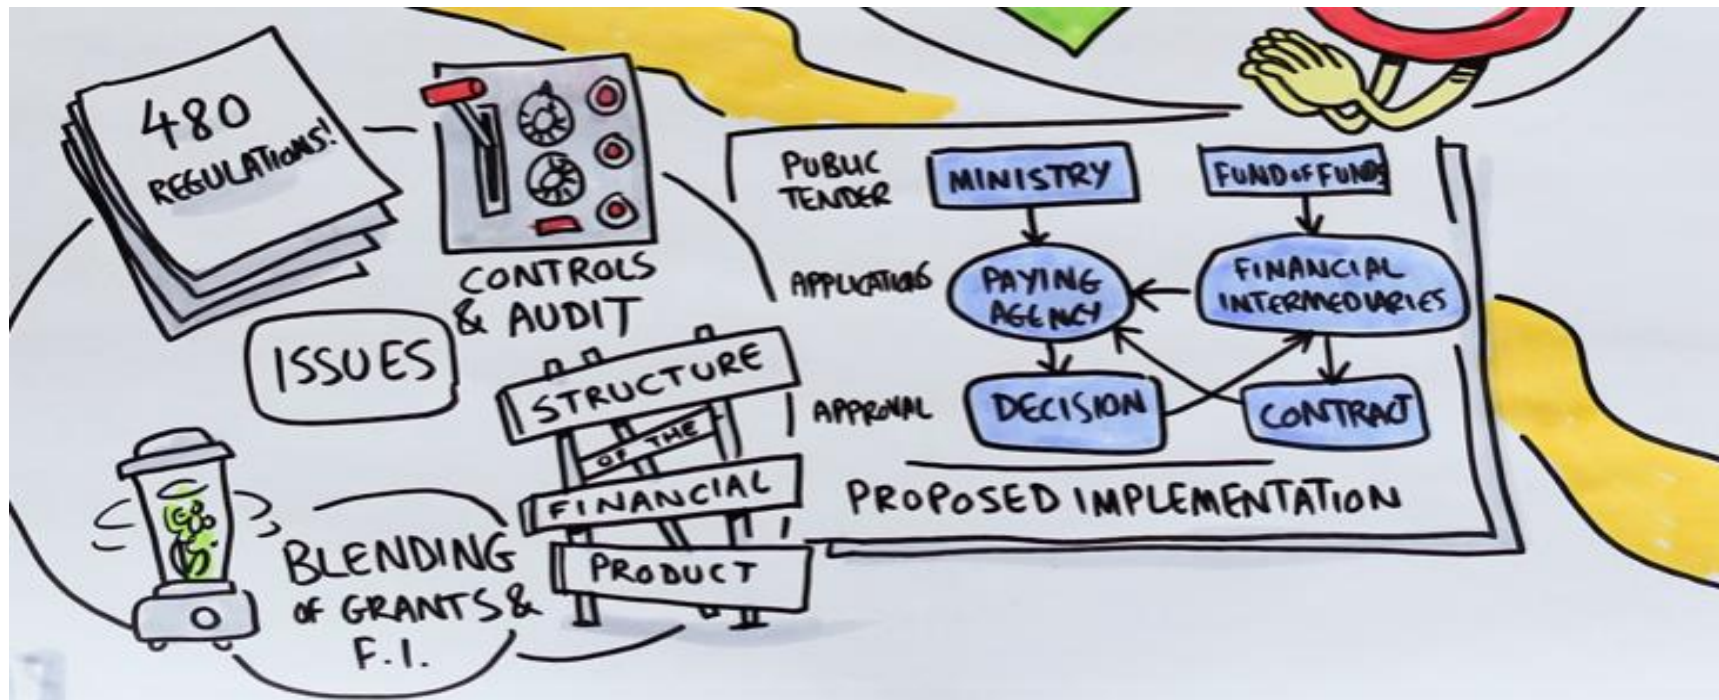 480
REGULATIONS!
CONTROLS
& AUDIT
ISSUES
STRUCTURE
OF THE
FINANCIAL
PRODUCT
BLENDING
OF GRANTS &
F.I.
PUBLIC
TENDER
MINISTRY
FUND OF FUNDS
APPLICATIONS
PAYING
AGENCY
FINANCIAL
INTERMEDIARIES
APPROVAL
DECISION
CONTRACT
PROPOSED IMPLEMENTATION